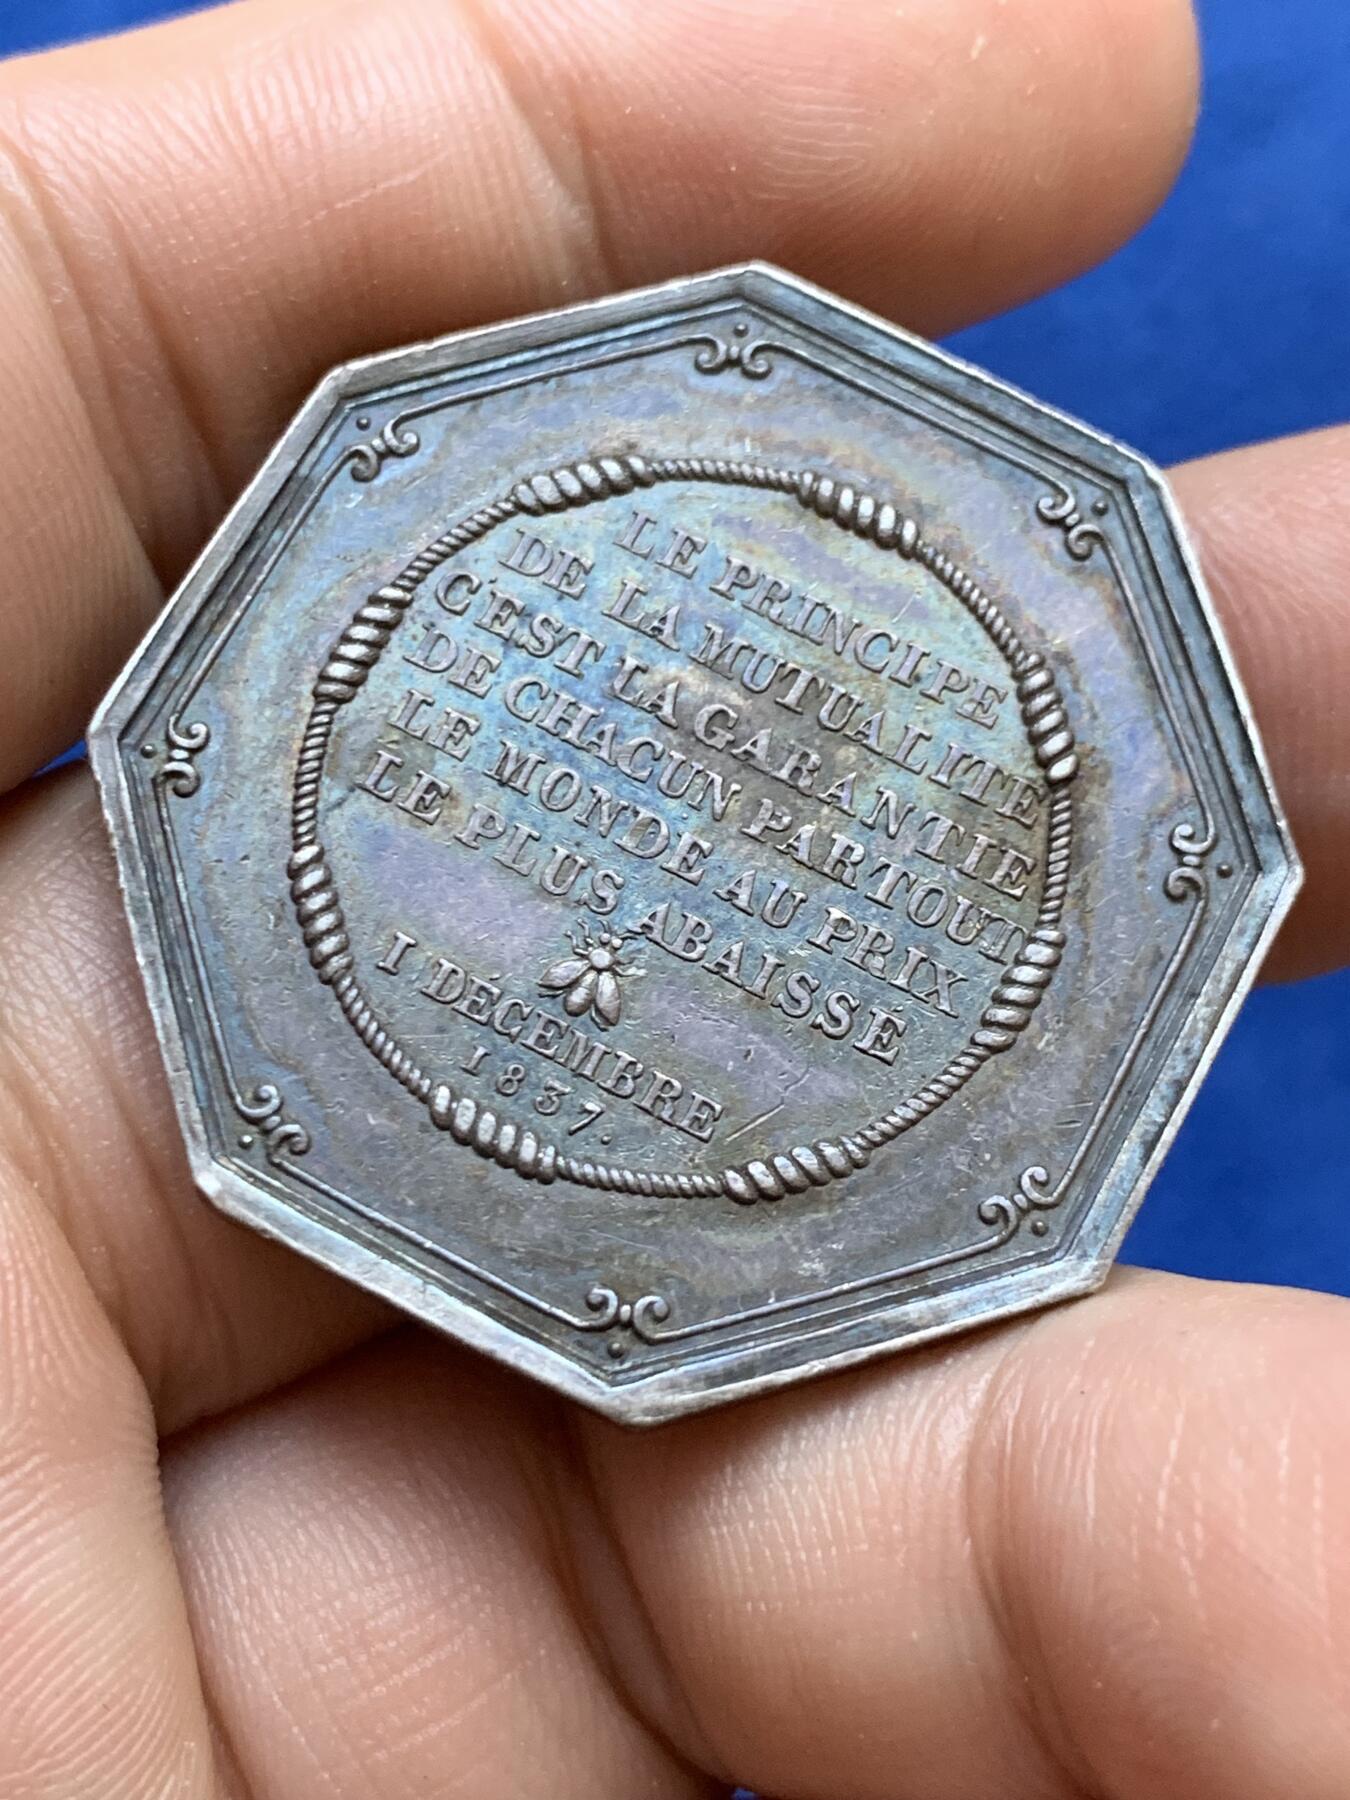 LE PRINCIPE
DE LA MUTUALITE
C'EST LA GARANTIE
DE CHACUN PARTOUT
LE MONDE AU PRIX
LE PLUS ABAISSÉ
I DÉCEMBRE
1837.